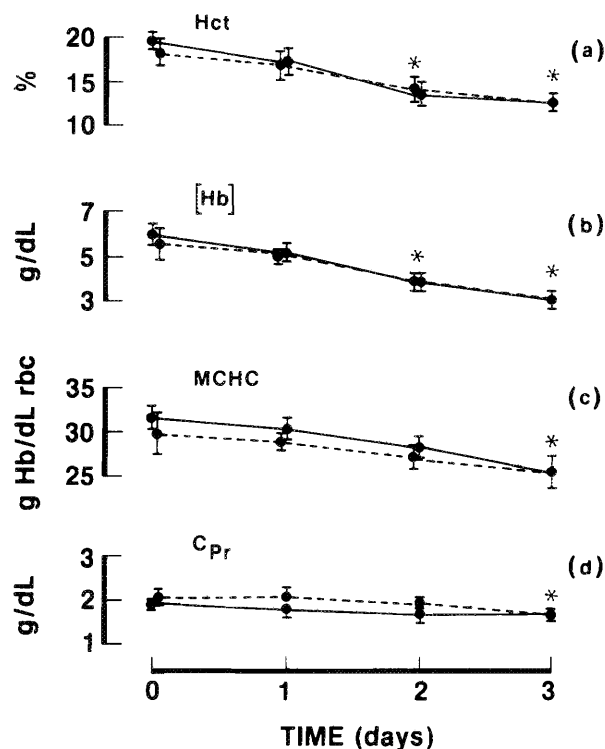 Hct
(a)
20
15
10
%
*
*
[Hb]
(b)
7
5
3
g/dL
*
*
MCHC
(c)
35
30
25
g Hb/dL rbc
*
C Pr
(d)
3
2
1
g/dL
*
0 1 2 3
TIME (days)